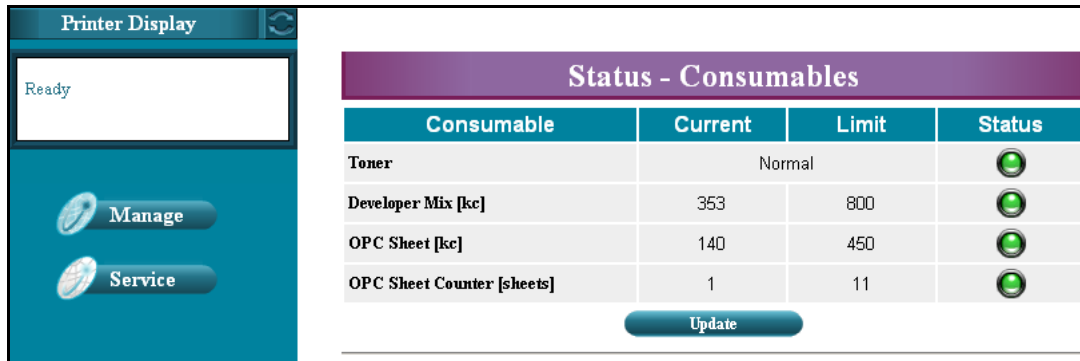 Printer Display
Ready
Manage
Service
Status - Consumables
Consumable Current Limit Status
Toner Normal
Developer Mix [kc] 353 800
OPC Sheet [kc] 140 450
OPC Sheet Counter [sheets] 1 11
Update